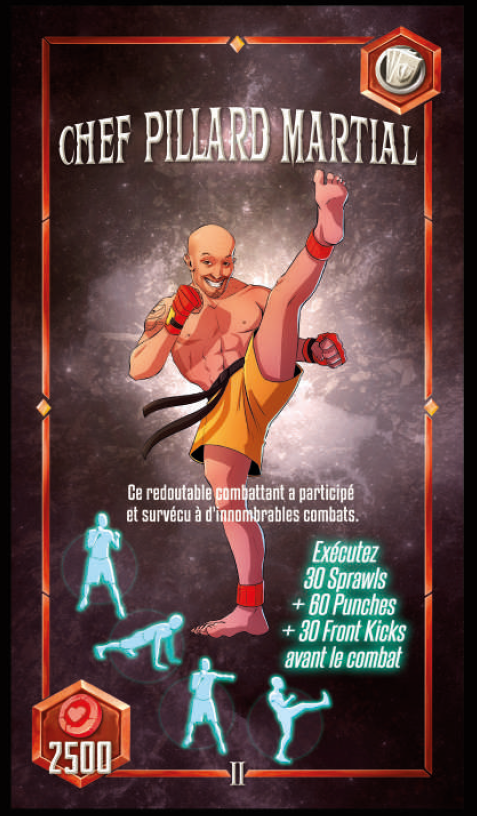 CHEF PILLARD MARTIAL
Ce redoutable combattant a participé
et survécu à d'innombrables combats.
Exécutez
30 Sprawls
+ 60 Punches
+ 30 Front Kicks
avant le combat
2500
II